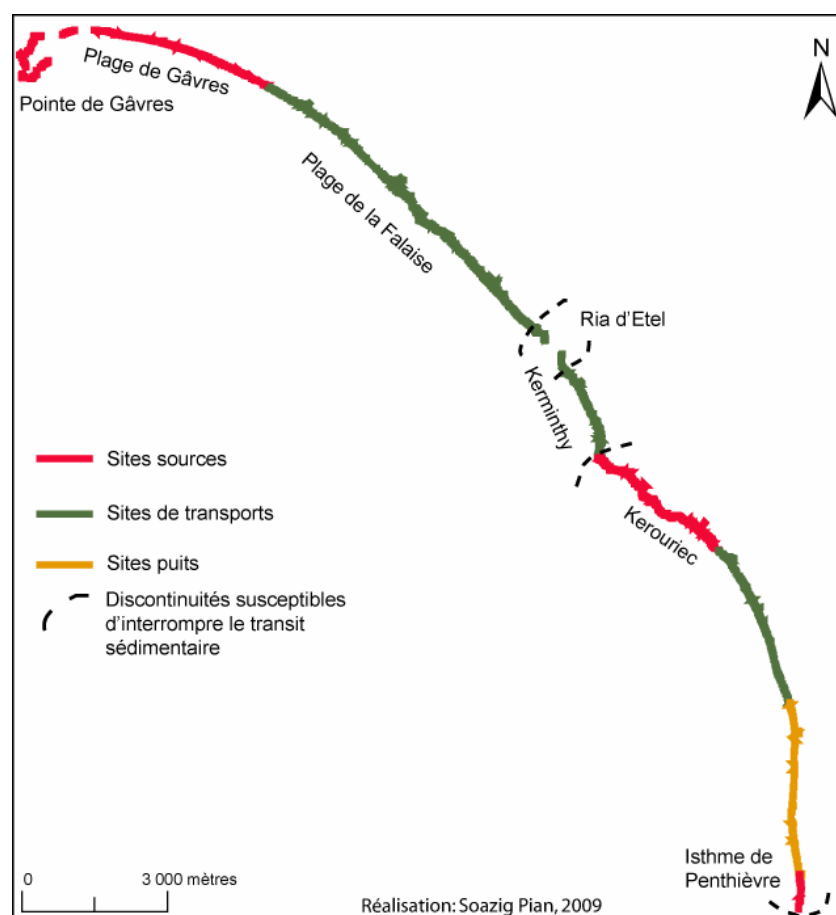 N
Plage de Gâvres
Pointe de Gâvres
Plage de la Falaise
Ria d'Etel
Kerminthy
Kerouriec
Sites sources
Sites de transports
Sites puits
Discontinuités susceptibles
d'interrompre le transit
sédimentaire
Isthme de
Penthièvre
0 3 000 mètres
Réalisation: Soazig Pian, 2009